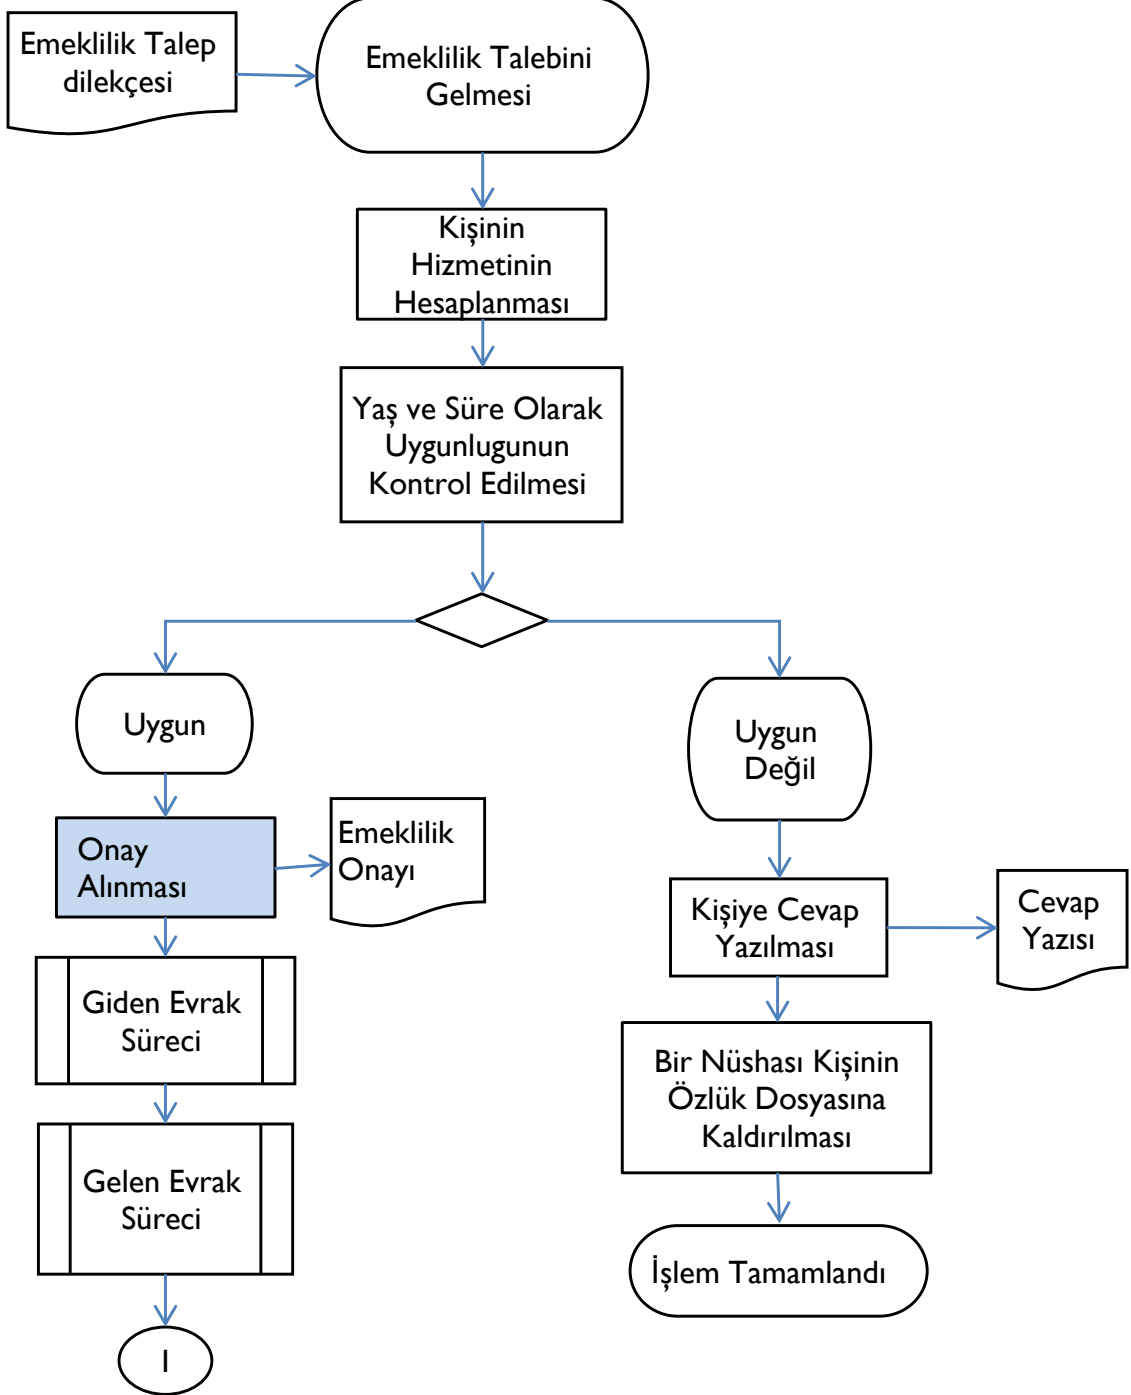 Emeklilik Talep
dilekçesi
Emeklilik Talebini
Gelmesi
Kişinin
Hizmetinin
Hesaplanması
Yaş ve Süre Olarak
Uygunlugunun
Kontrol Edilmesi
Uygun
Uygun
Değil
Onay
Alınması
Emeklilik
Onayı
Kişiye Cevap
Yazılması
Cevap
Yazısı
Giden Evrak
Süreci
Bir Nüshası Kişinin
Özlük Dosyasına
Kaldırılması
Gelen Evrak
Süreci
İşlem Tamamlandı
1